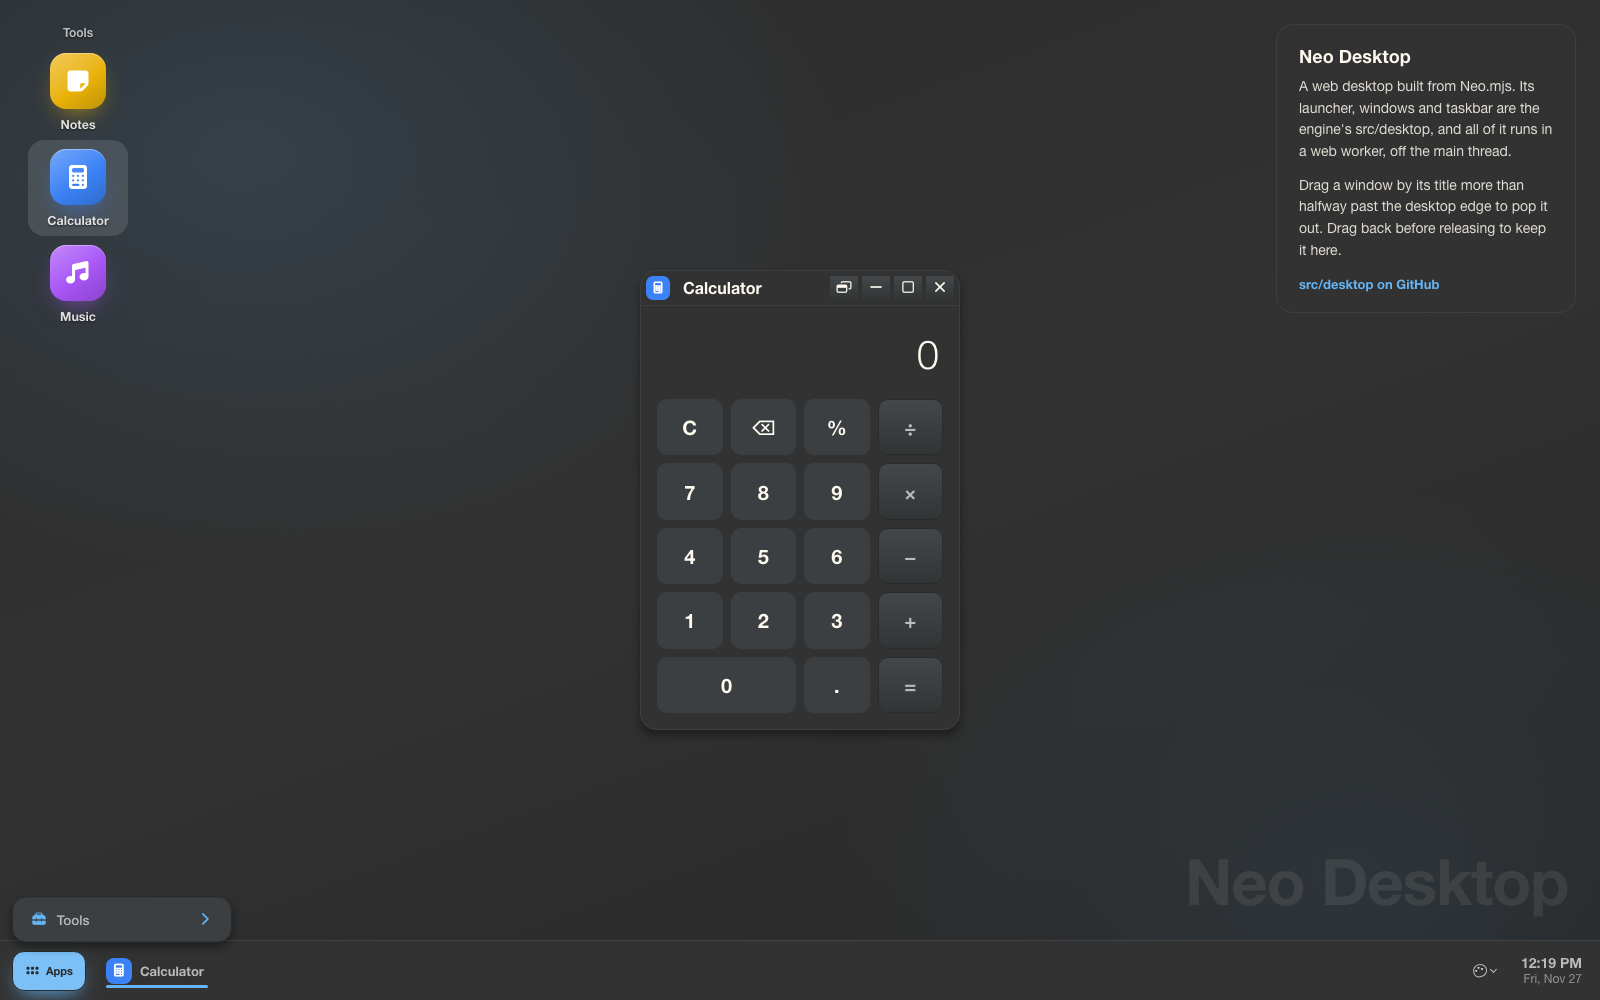 Tools
Notes
Calculator
Music
Neo Desktop
A web desktop built from Neo.mjs. Its
launcher, windows and taskbar are the
engine's src/desktop, and all of it runs in
a web worker, off the main thread.
Drag a window by its title more than
halfway past the desktop edge to pop it
out. Drag back before releasing to keep
it here.
src/desktop on GitHub
Calculator
0
C % ÷
7 8 9 ×
4 5 6 −
1 2 3 +
0 . =
Neo Desktop
Tools
Apps
Calculator
12:19 PM
Fri, Nov 27